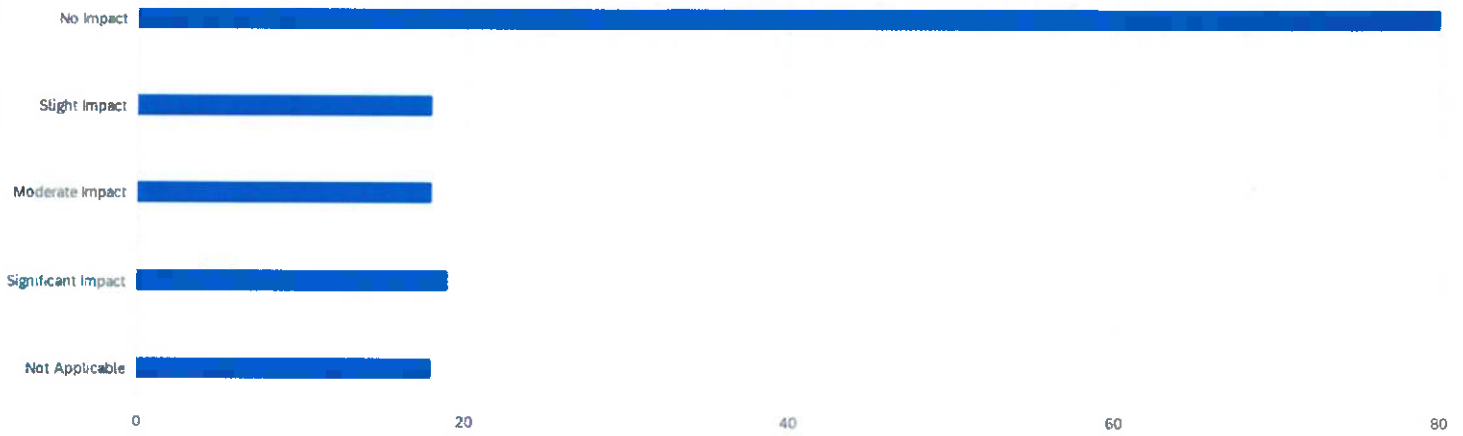 No Impact
Slight Impact
Moderate Impact
Significant Impact
Not Applicable
0 20 40 60 80